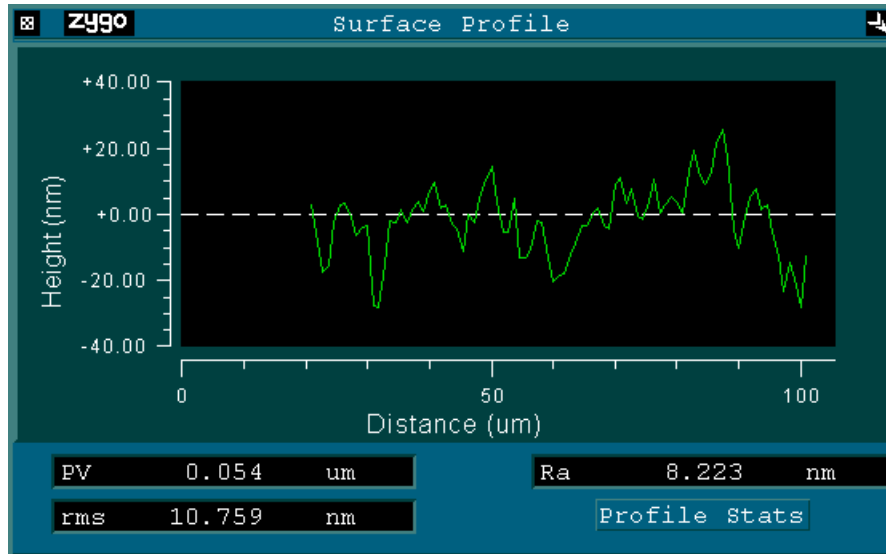 zygo Surface Profile
+40.00
+20.00
+0.00
-20.00
-40.00
Height (nm)
0 50 100
Distance (um)
PV 0.054 um Ra 8.223 nm
rms 10.759 nm Profile Stats